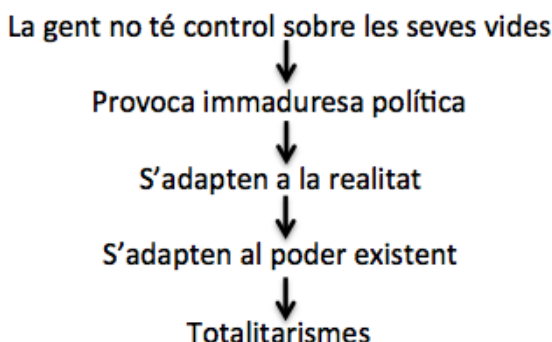 La gent no té control sobre les seves vides
Provoca immaduresa política
S'adapten a la realitat
S'adapten al poder existent
Totalitarismes